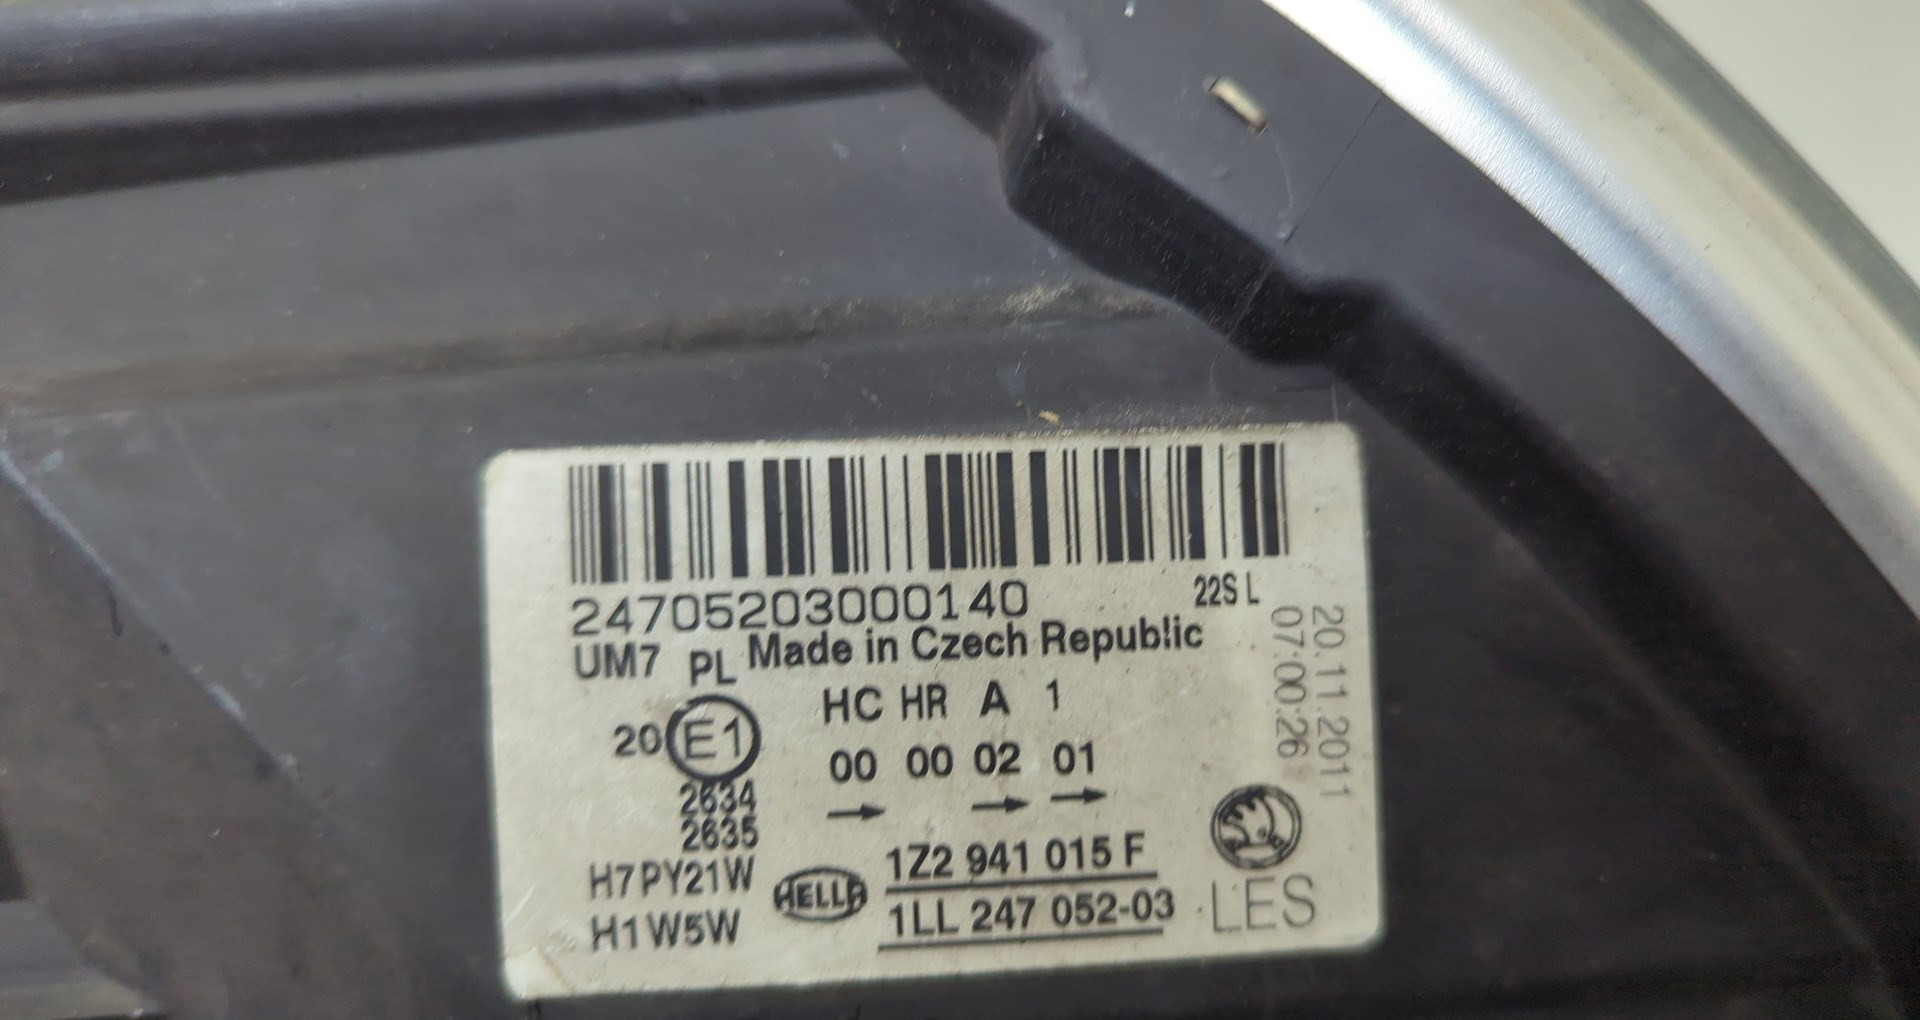 24705203000140
22S L
UM7 PL Made in Czech Republic
HC HR A 1
20 E1
00 00 02 01
→ → →
2634
2635
H7 PY21W
H1 W5W
HELLA
1Z2 941 015 F
1LL 247 052-03
LES
20.11.2011
07:00:26